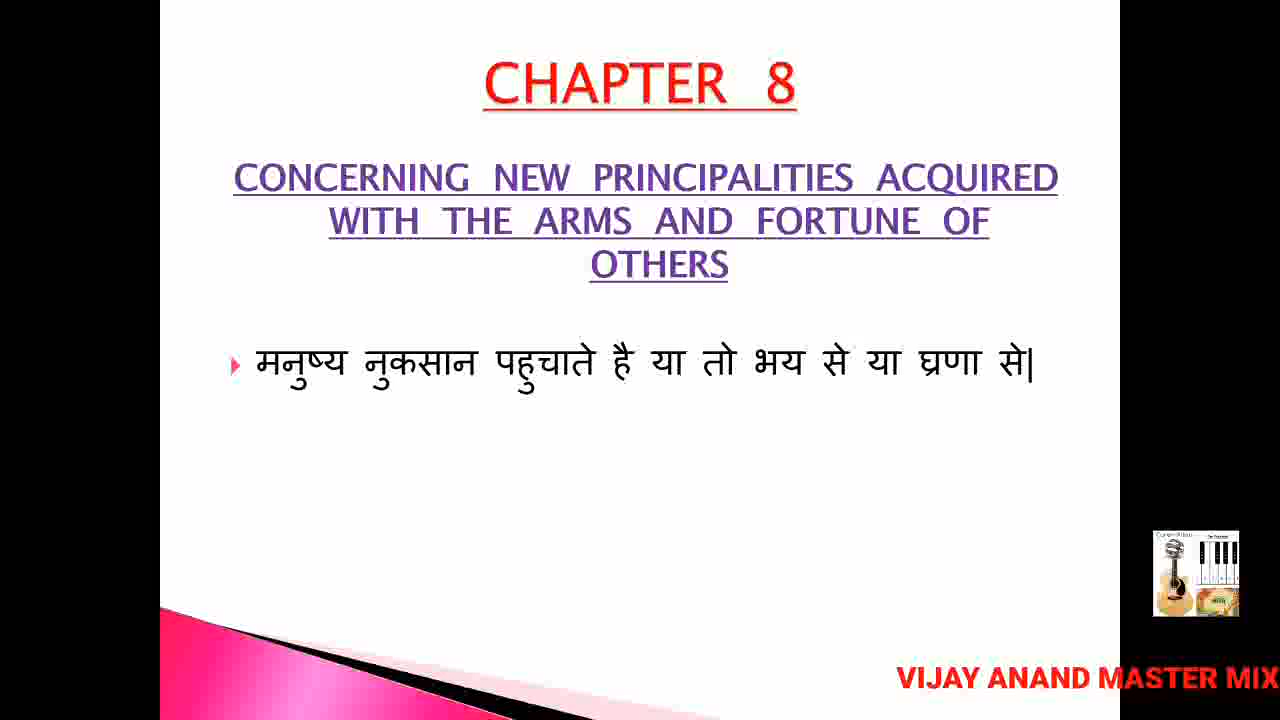 CHAPTER 8
CONCERNING NEW PRINCIPALITIES ACQUIRED
WITH THE ARMS AND FORTUNE OF
OTHERS
मनुष्य नुकसान पहुचाते है या तो भय से या घ्रणा से|
VIJAY ANAND MASTER MIX